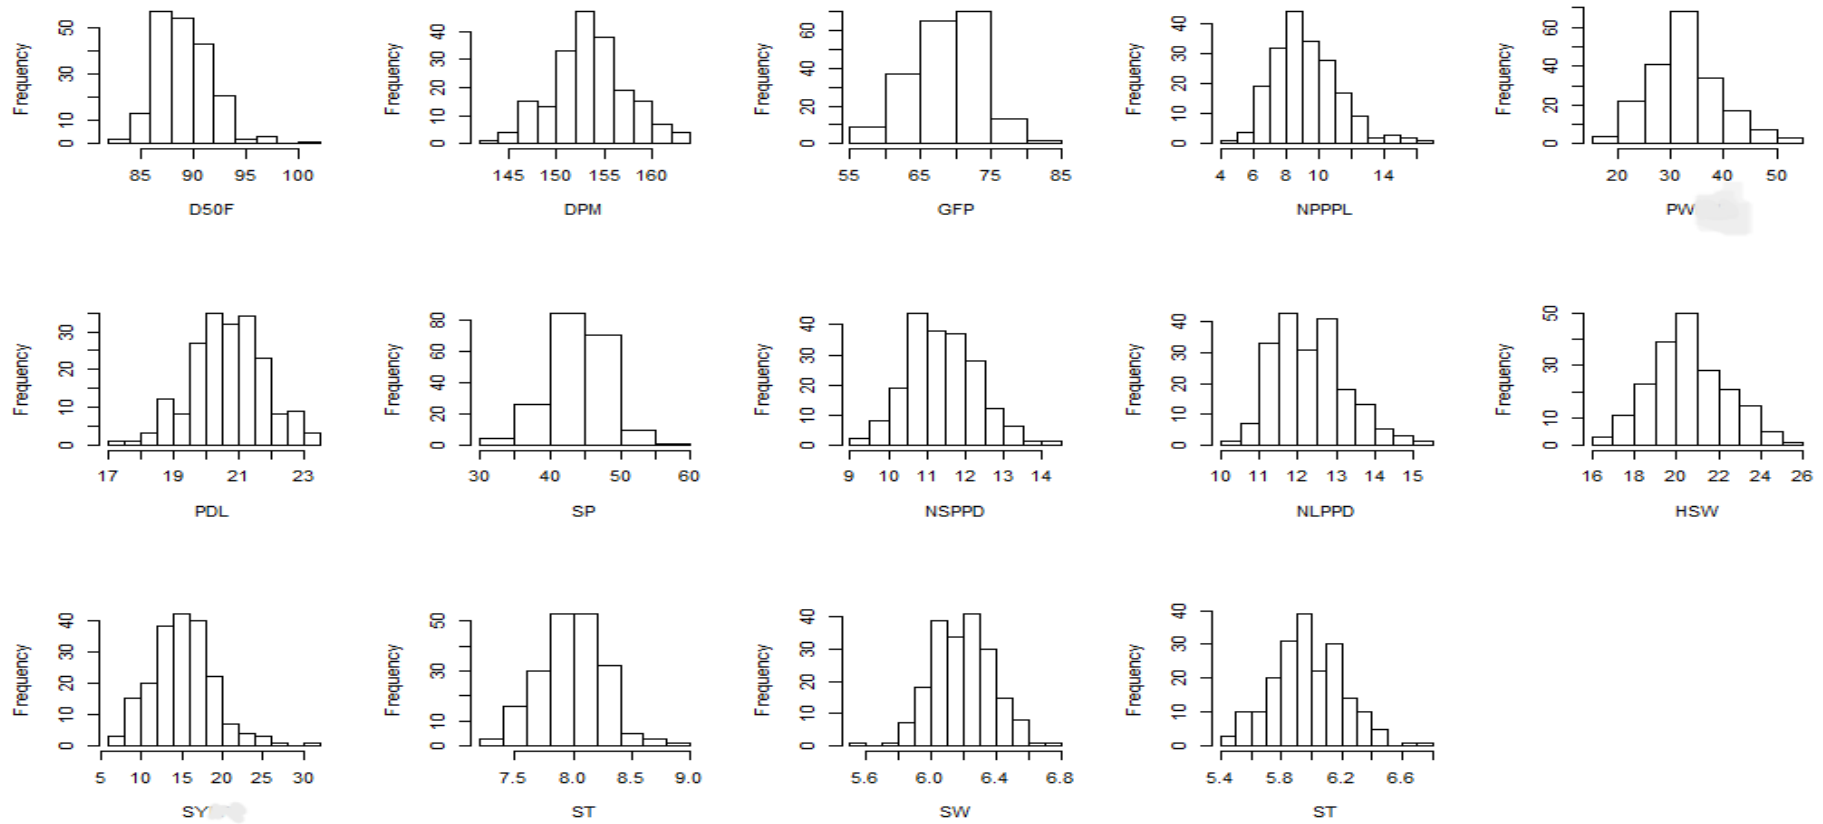 Frequency 0 10 30 50 85 90 95 100 D50F
Frequency 0 10 20 30 40 145 150 155 160 DPM
Frequency 0 20 40 60 55 65 75 85 GFP
Frequency 0 10 20 30 40 4 6 8 10 14 NPPPL
Frequency 0 20 40 60 20 30 40 50 PW
Frequency 0 10 20 30 17 19 21 23 PDL
Frequency 0 20 40 60 80 30 40 50 60 SP
Frequency 0 10 20 30 40 9 10 11 12 13 14 NSPPD
Frequency 0 10 20 30 40 10 11 12 13 14 15 NLPPD
Frequency 0 10 30 50 16 18 20 22 24 26 HSW
Frequency 0 10 20 30 40 5 10 15 20 25 30 SY
Frequency 0 10 30 50 7.5 8.0 8.5 9.0 ST
Frequency 0 10 20 30 40 5.6 6.0 6.4 6.8 SW
Frequency 0 10 20 30 40 5.4 5.8 6.2 6.6 ST